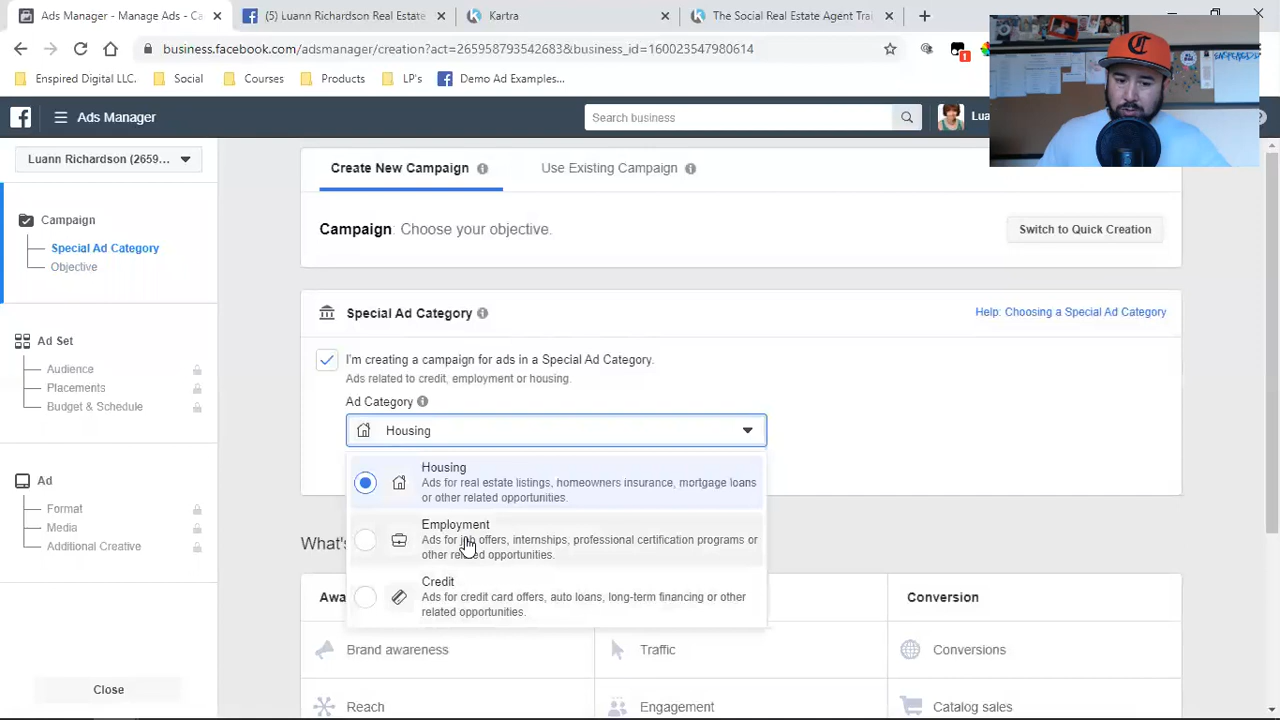 Ads Manager - Manage Ads - Ca
(5) Luann Richardson Real Estate
Kartra
The Social Real Estate Agent Trai
business.facebook.com/adsmanager/creation?act=265958793542683&business_id=160023547980614
Enspired Digital LLC.
Social
Courses
Products
LP's
Demo Ad Examples...
Ads Manager
Search business
Lua
Luann Richardson (2659...
Create New Campaign
Use Existing Campaign
Campaign
Special Ad Category
Objective
Campaign: Choose your objective.
Switch to Quick Creation
Special Ad Category
Help: Choosing a Special Ad Category
Ad Set
Audience
Placements
Budget & Schedule
I'm creating a campaign for ads in a Special Ad Category.
Ads related to credit, employment or housing.
Ad Category
Housing
Housing
Ads for real estate listings, homeowners insurance, mortgage loans
or other related opportunities.
Ad
Format
Media
Additional Creative
Employment
Ads for job offers, internships, professional certification programs or
other related opportunities.
Credit
Ads for credit card offers, auto loans, long-term financing or other
related opportunities.
What's
Awa
Conversion
Brand awareness
Traffic
Conversions
Close
Reach
Engagement
Catalog sales